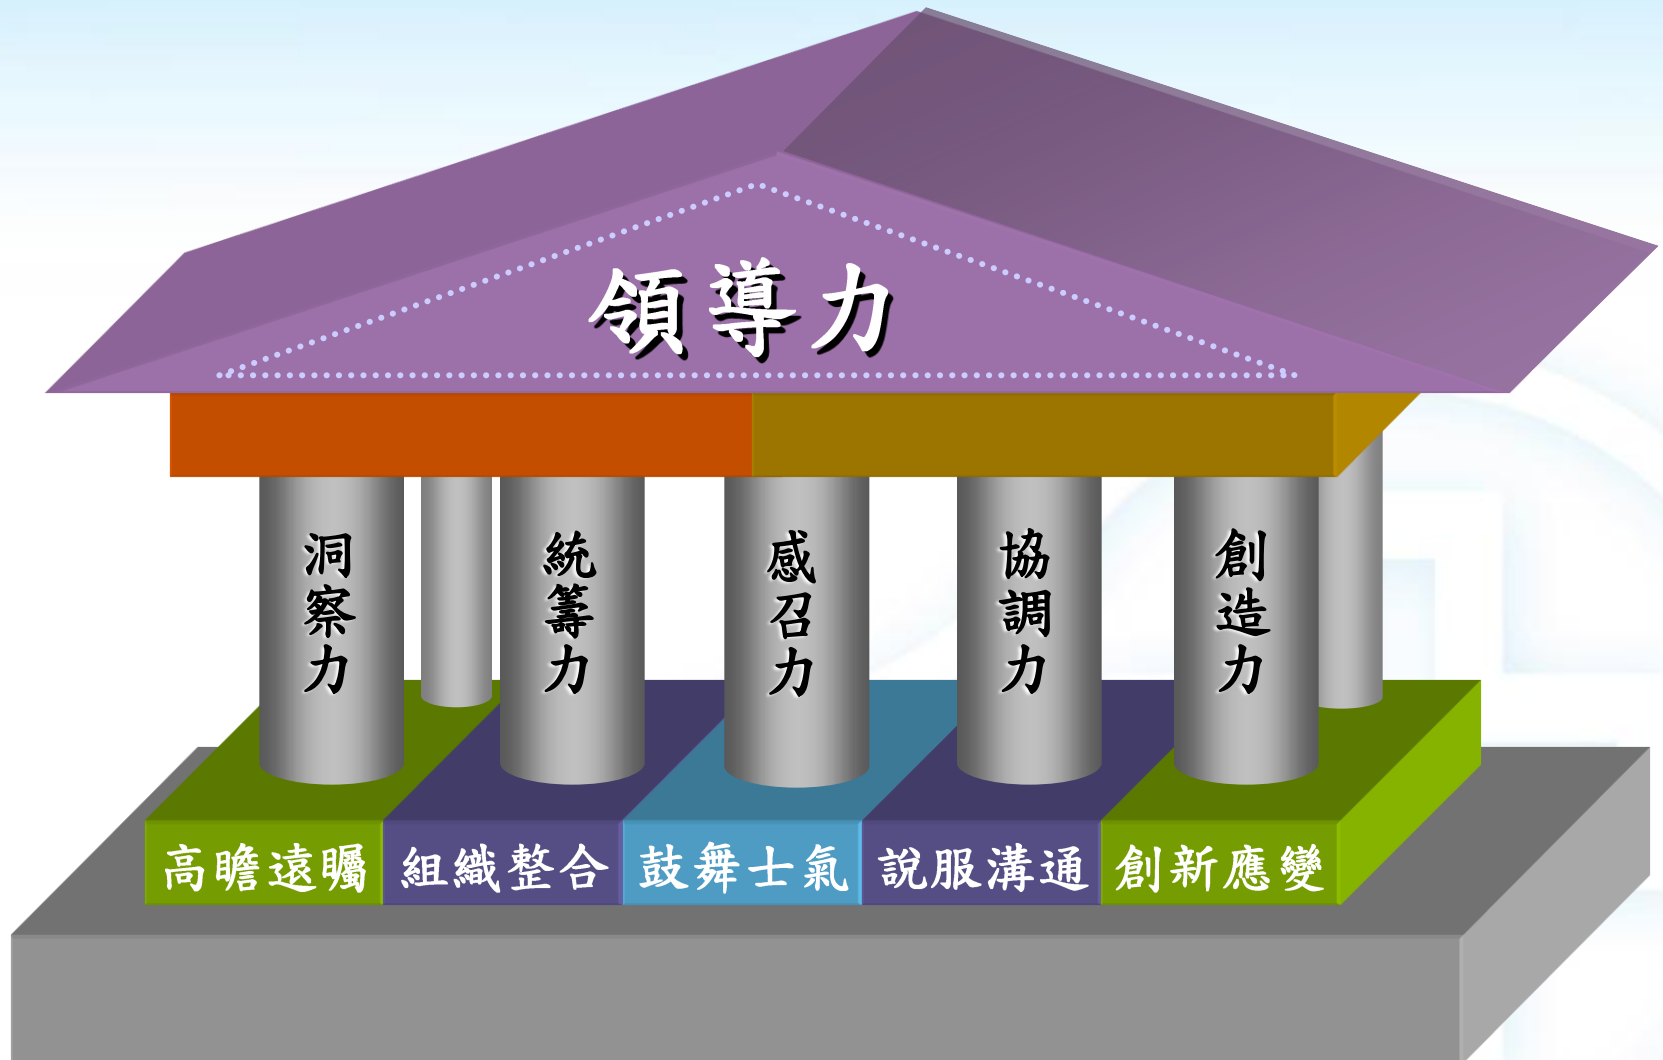 領導力
洞察力
統籌力
感召力
協調力
創造力
高瞻遠矚
組織整合
鼓舞士氣
說服溝通
創新應變